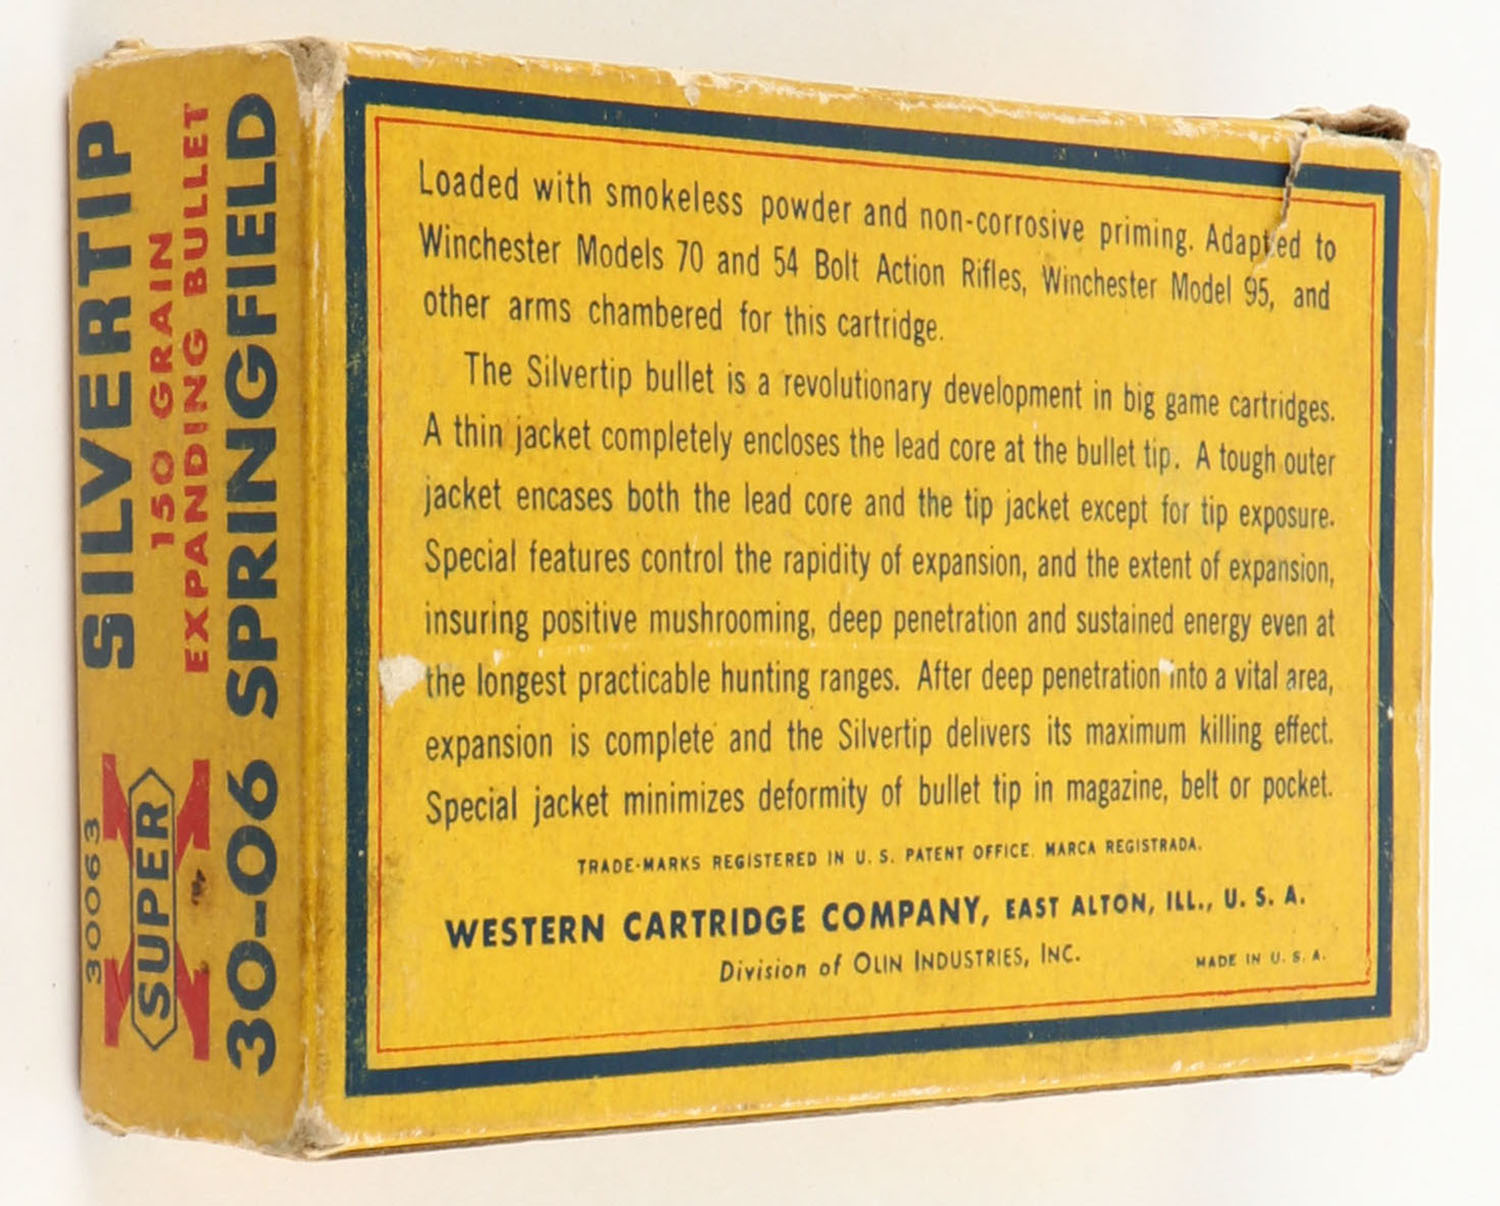 SILVERTIP
150 GRAIN
EXPANDING BULLET
30063
SUPER
X
30-06 SPRINGFIELD
Loaded with smokeless powder and non-corrosive priming. Adapted to
Winchester Models 70 and 54 Bolt Action Rifles, Winchester Model 95, and
other arms chambered for this cartridge.
The Silvertip bullet is a revolutionary development in big game cartridges.
A thin jacket completely encloses the lead core at the bullet tip. A tough outer
jacket encases both the lead core and the tip jacket except for tip exposure.
Special features control the rapidity of expansion, and the extent of expansion,
insuring positive mushrooming, deep penetration and sustained energy even at
the longest practicable hunting ranges. After deep penetration into a vital area,
expansion is complete and the Silvertip delivers its maximum killing effect.
Special jacket minimizes deformity of bullet tip in magazine, belt or pocket.
TRADE-MARKS REGISTERED IN U. S. PATENT OFFICE. MARCA REGISTRADA.
WESTERN CARTRIDGE COMPANY, EAST ALTON, ILL., U. S. A.
Division of OLIN INDUSTRIES, INC.
MADE IN U. S. A.